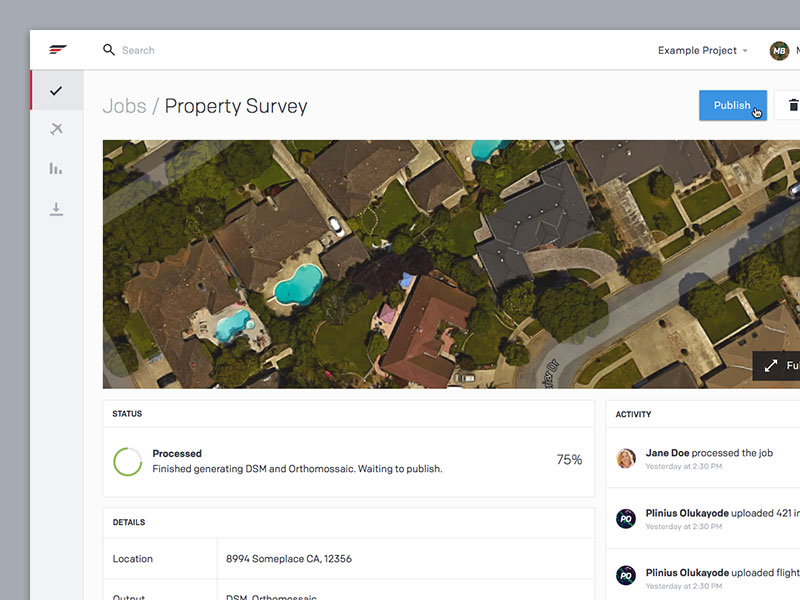 Search
Example Project
MB
Jobs / Property Survey
Publish
STATUS
Processed
Finished generating DSM and Orthomossaic. Waiting to publish.
75%
DETAILS
Location
8994 Someplace CA, 12356
Output
DSM, Orthomossaic
ACTIVITY
Jane Doe processed the job
Yesterday at 2:30 PM
PO
Plinius Olukayode uploaded 421 in
Yesterday at 2:30 PM
PO
Plinius Olukayode uploaded flight
Yesterday at 2:30 PM